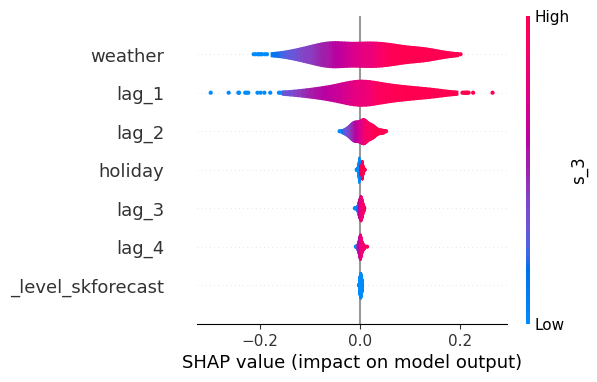 High
weather
lag_1
lag_2
holiday
s_3
lag_3
lag_4
_level_skforecast
Low
−0.2
0.0
0.2
SHAP value (impact on model output)